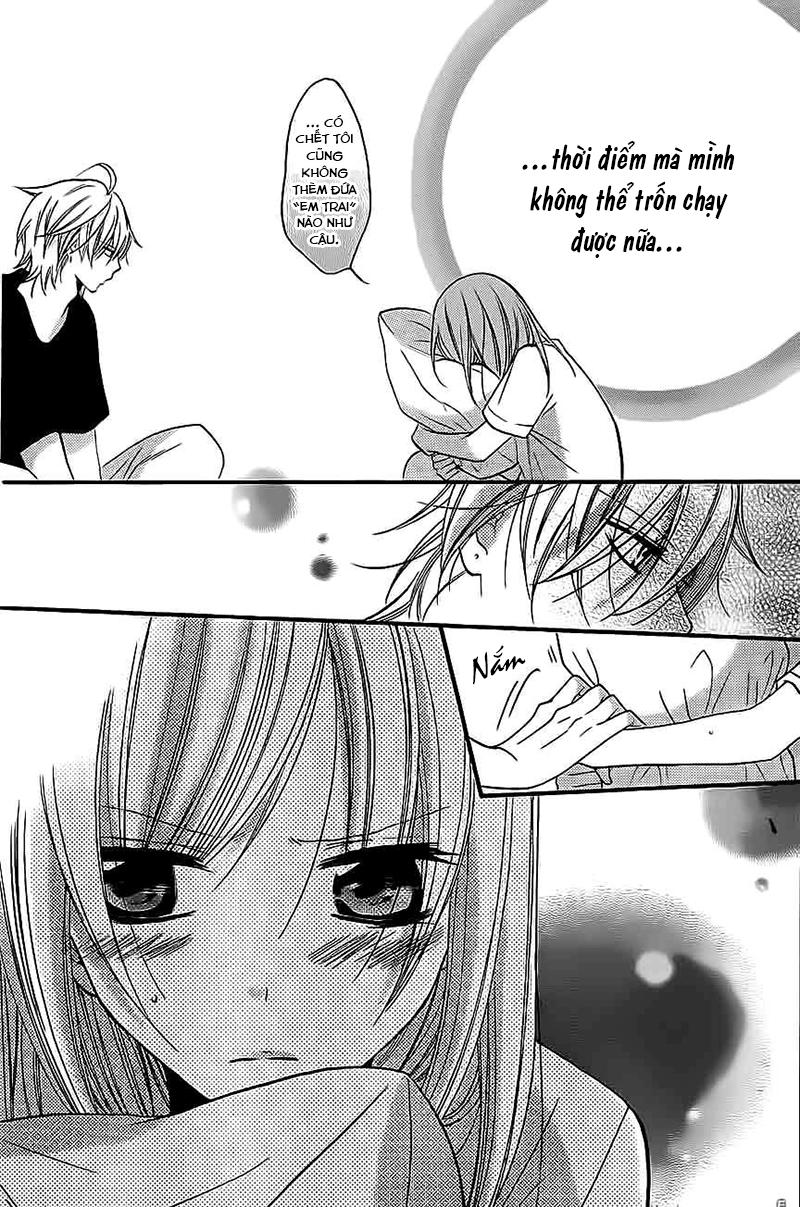 ...thời điểm mà mình
không thể trốn chạy
được nữa...
... CÓ
CHẾT TÔI
CŨNG
KHÔNG
THÈM ĐỨA
"EM TRAI"
NÀO NHƯ
CẬU.
Nắm